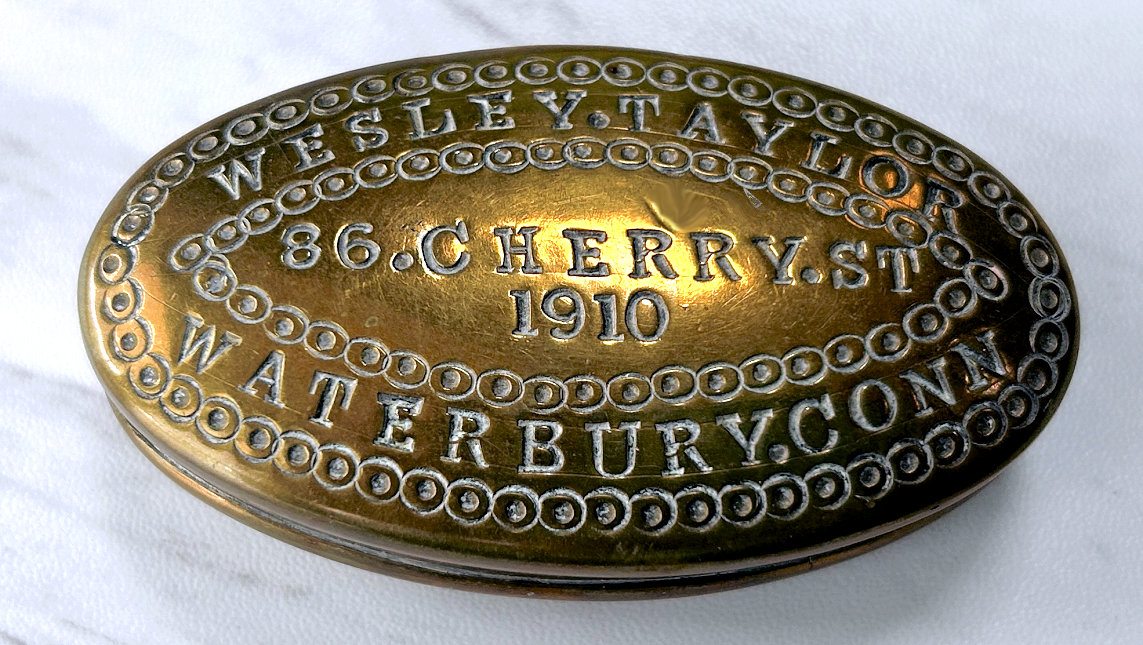 WESLEY.TAYLOR
86.CHERRY.ST
1910
WATERBURY.CONN